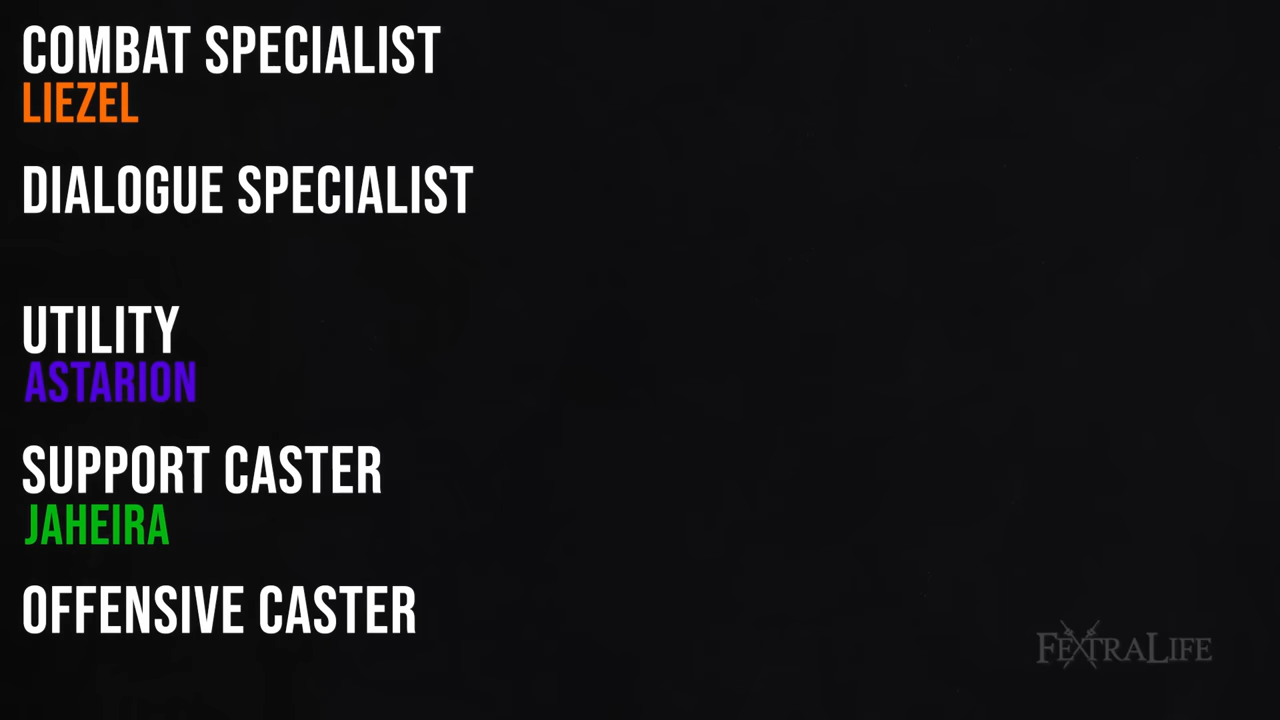 COMBAT SPECIALIST
LIEZEL
DIALOGUE SPECIALIST
UTILITY
ASTARION
SUPPORT CASTER
JAHEIRA
OFFENSIVE CASTER
FEXTRALIFE